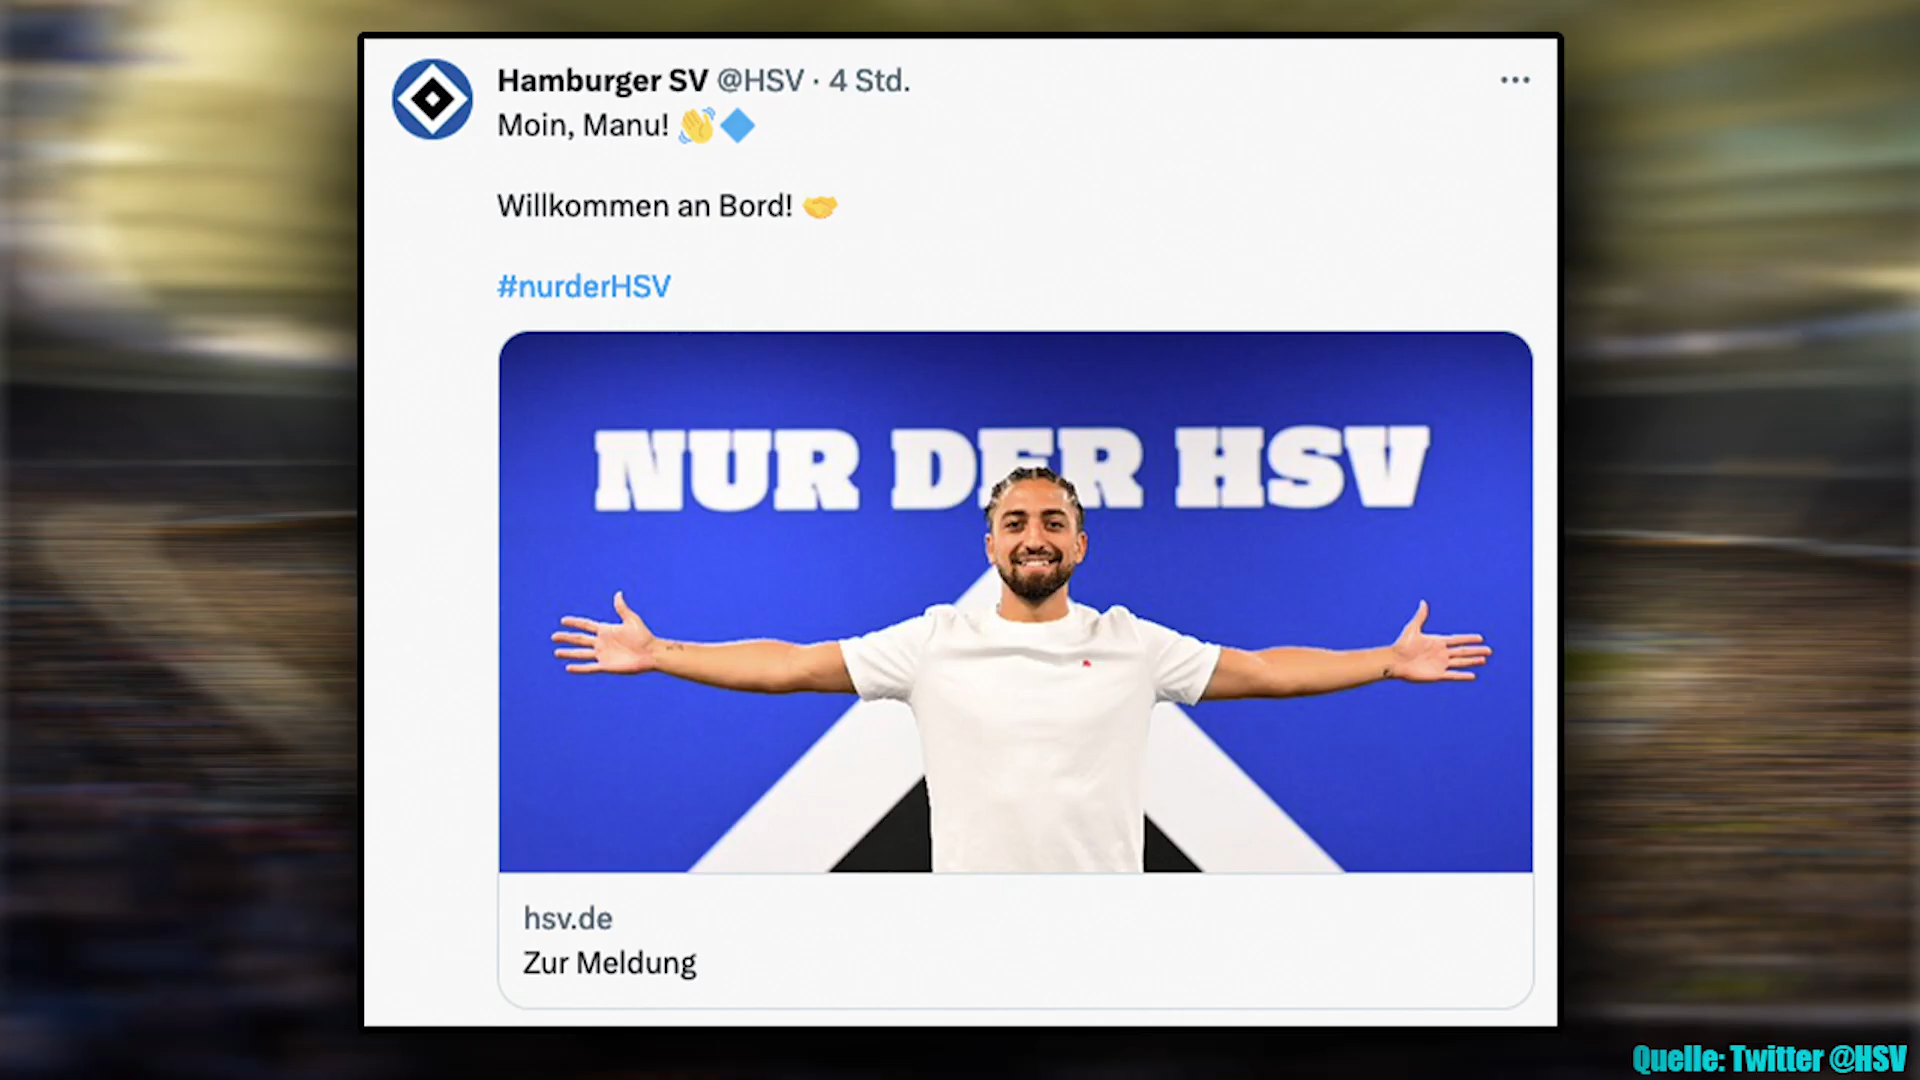 Hamburger SV @HSV · 4 Std.
Moin, Manu! 👋🔷
Willkommen an Bord! 🤝
#nurderHSV
NUR DER HSV
hsv.de
Zur Meldung
Quelle: Twitter @HSV